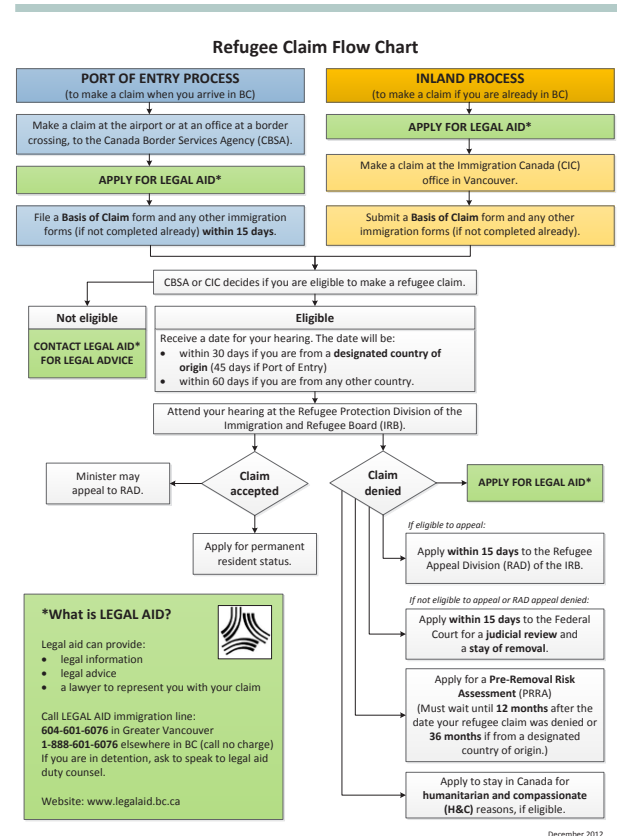 Refugee Claim Flow Chart
PORT OF ENTRY PROCESS
(to make a claim when you arrive in BC)
Make a claim at the airport or at an office at a border
crossing, to the Canada Border Services Agency (CBSA).
APPLY FOR LEGAL AID*
File a Basis of Claim form and any other immigration
forms (if not completed already) within 15 days.
INLAND PROCESS
(to make a claim if you are already in BC)
APPLY FOR LEGAL AID*
Make a claim at the Immigration Canada (CIC)
office in Vancouver.
Submit a Basis of Claim form and any other
immigration forms (if not completed already).
CBSA or CIC decides if you are eligible to make a refugee claim.
Not eligible
CONTACT LEGAL AID*
FOR LEGAL ADVICE
Eligible
Receive a date for your hearing. The date will be:
• within 30 days if you are from a designated country of
origin (45 days if Port of Entry)
• within 60 days if you are from any other country.
Attend your hearing at the Refugee Protection Division of the
Immigration and Refugee Board (IRB).
Minister may
appeal to RAD.
Claim
accepted
Apply for permanent
resident status.
Claim
denied
APPLY FOR LEGAL AID*
If eligible to appeal:
Apply within 15 days to the Refugee
Appeal Division (RAD) of the IRB.
If not eligible to appeal or RAD appeal denied:
Apply within 15 days to the Federal
Court for a judicial review and
a stay of removal.
Apply for a Pre-Removal Risk
Assessment (PRRA)
(Must wait until 12 months after the
date your refugee claim was denied or
36 months if from a designated
country of origin.)
Apply to stay in Canada for
humanitarian and compassionate
(H&C) reasons, if eligible.
*What is LEGAL AID?
Legal aid can provide:
• legal information
• legal advice
• a lawyer to represent you with your claim
Call LEGAL AID immigration line:
604-601-6076 in Greater Vancouver
1-888-601-6076 elsewhere in BC (call no charge)
If you are in detention, ask to speak to legal aid
duty counsel.
Website: www.legalaid.bc.ca
December 2012